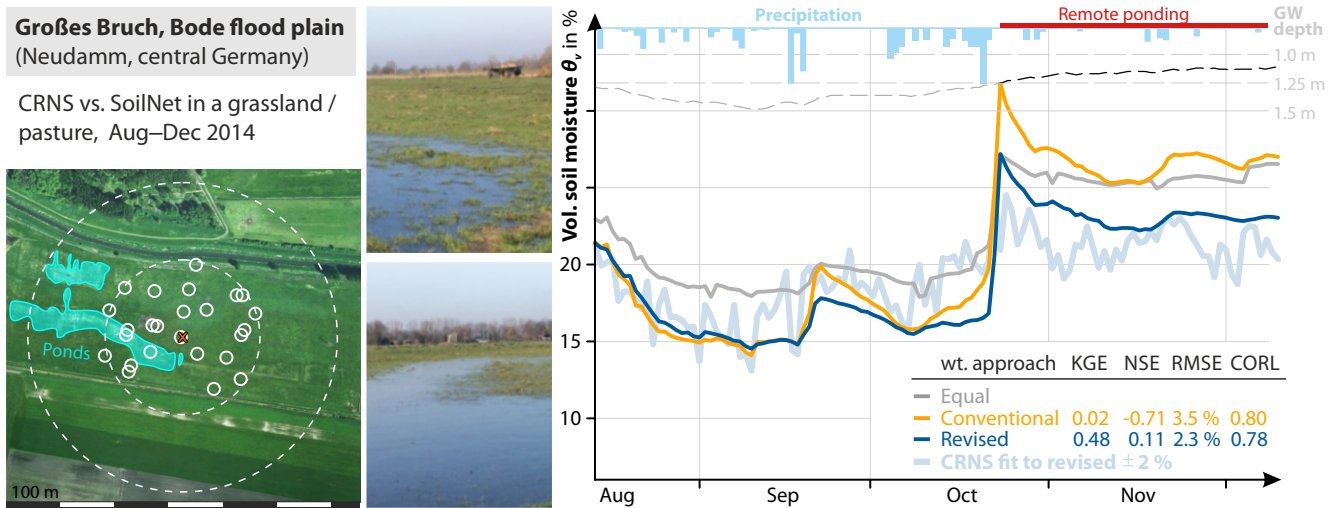 Großes Bruch, Bode flood plain
(Neudamm, central Germany)
CRNS vs. SoilNet in a grassland /
pasture, Aug–Dec 2014
Ponds
100 m
Vol. soil moisture θv in %
Precipitation
Remote ponding
GW
depth
1.0 m
1.25 m
1.5 m
20
15
10
wt. approach KGE NSE RMSE CORL
Equal
Conventional 0.02 -0.71 3.5 % 0.80
Revised 0.48 0.11 2.3 % 0.78
CRNS fit to revised ± 2 %
Aug Sep Oct Nov